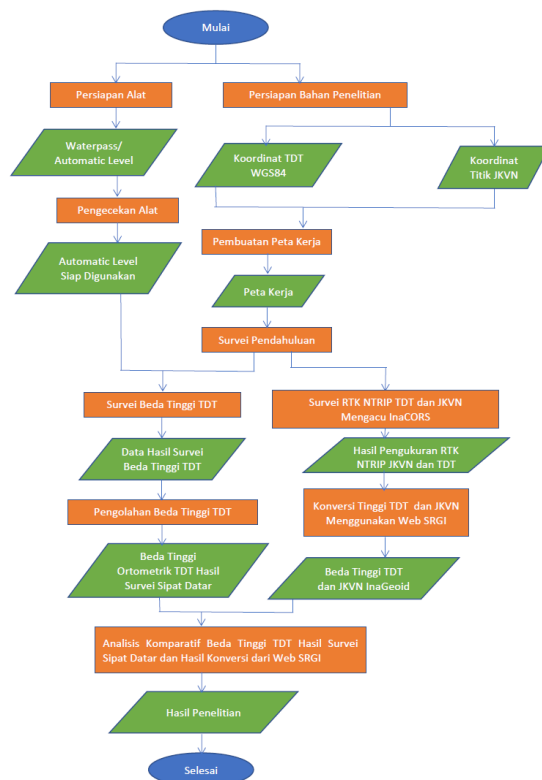 Mulai
Persiapan Alat
Persiapan Bahan Penelitian
Waterpass/
Automatic Level
Koordinat TDT
WGS84
Koordinat
Titik JKVN
Pengecekan Alat
Pembuatan Peta Kerja
Automatic Level
Siap Digunakan
Peta Kerja
Survei Pendahuluan
Survei Beda Tinggi TDT
Survei RTK NTRIP TDT dan JKVN
Mengacu InaCORS
Data Hasil Survei
Beda Tinggi TDT
Hasil Pengukuran RTK
NTRIP JKVN dan TDT
Pengolahan Beda Tinggi TDT
Konversi Tinggi TDT dan JKVN
Menggunakan Web SRGI
Beda Tinggi
Ortometrik TDT Hasil
Survei Sipat Datar
Beda Tinggi TDT
dan JKVN InaGeoid
Analisis Komparatif Beda Tinggi TDT Hasil Survei
Sipat Datar dan Hasil Konversi dari Web SRGI
Hasil Penelitian
Selesai